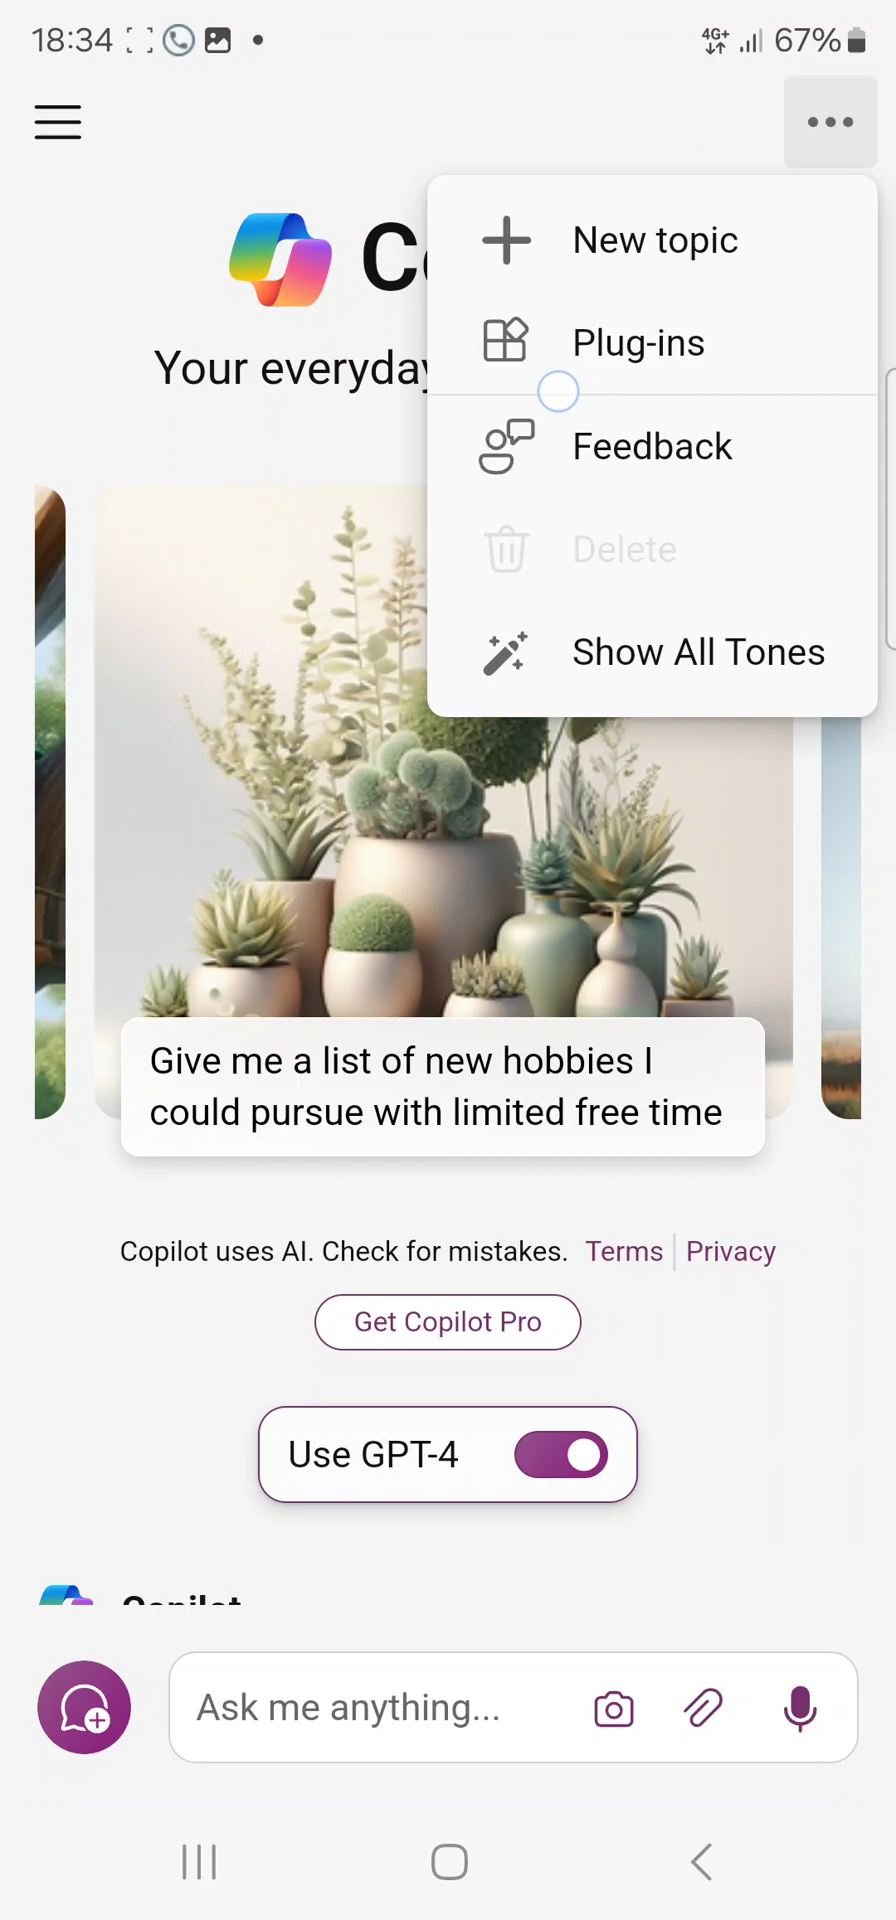 18:34
4G+
67%
New topic
Plug-ins
Your everyday
Feedback
Delete
Show All Tones
Give me a list of new hobbies I
could pursue with limited free time
Copilot uses AI. Check for mistakes. Terms Privacy
Get Copilot Pro
Use GPT-4
Copilot
Ask me anything...